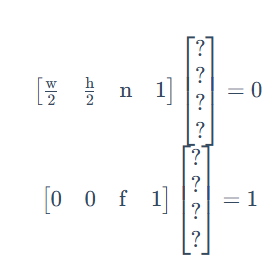 [w/2 h/2 n 1] [? ? ? ?] = 0
[0 0 f 1] [? ? ? ?] = 1